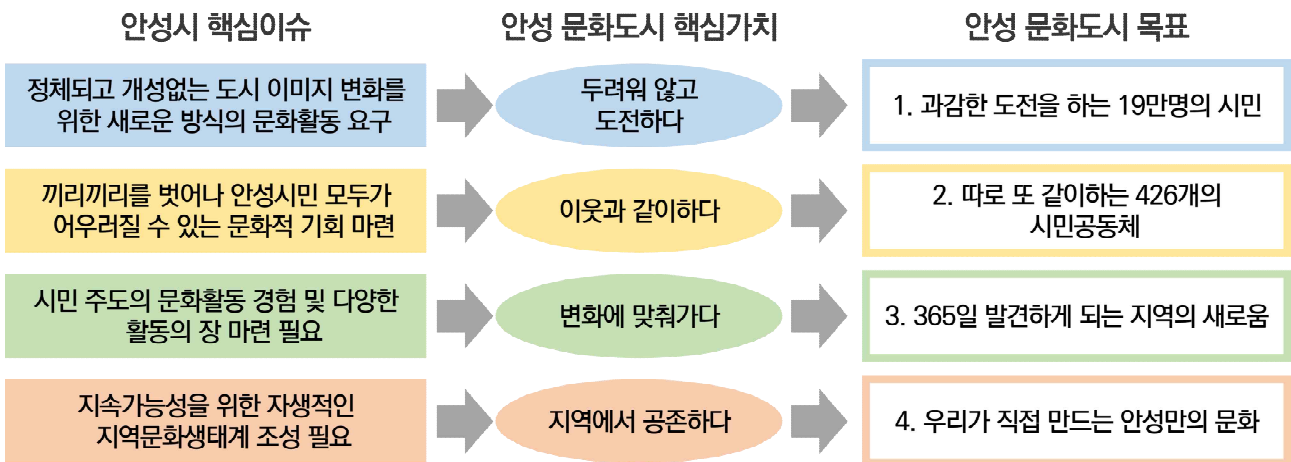 안성시 핵심이슈
안성 문화도시 핵심가치
안성 문화도시 목표
정체되고 개성없는 도시 이미지 변화를
위한 새로운 방식의 문화활동 요구
두려워 않고
도전하다
1. 과감한 도전을 하는 19만명의 시민
끼리끼리를 벗어나 안성시민 모두가
어우러질 수 있는 문화적 기회 마련
이웃과 같이하다
2. 따로 또 같이하는 426개의
시민공동체
시민 주도의 문화활동 경험 및 다양한
활동의 장 마련 필요
변화에 맞춰가다
3. 365일 발견하게 되는 지역의 새로움
지속가능성을 위한 자생적인
지역문화생태계 조성 필요
지역에서 공존하다
4. 우리가 직접 만드는 안성만의 문화